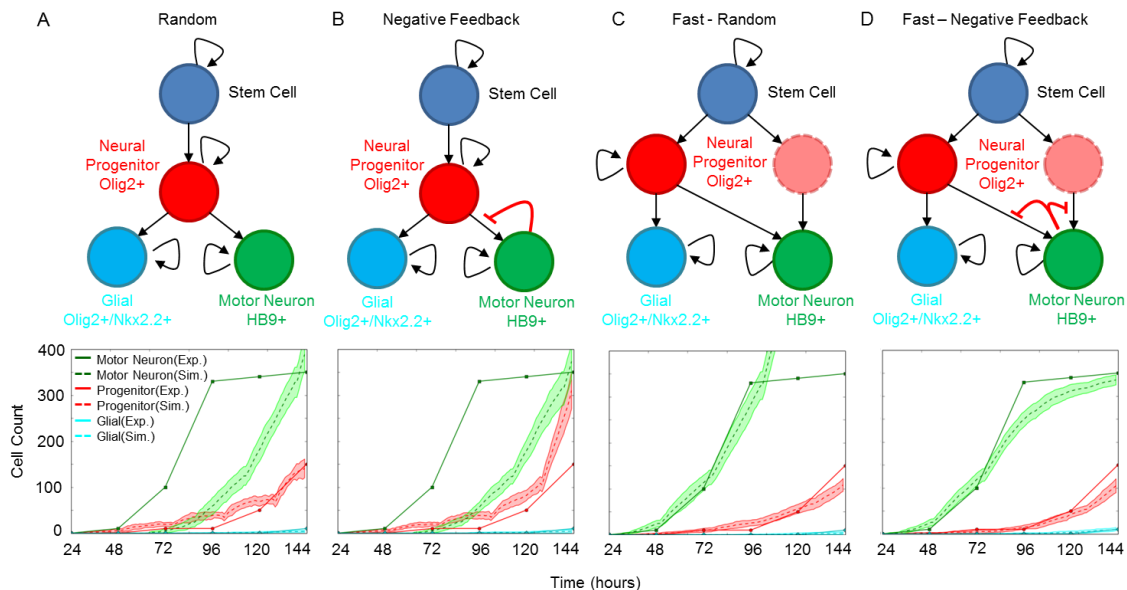 A
Random
Stem Cell
Neural
Progenitor
Olig2+
Glial
Olig2+/Nkx2.2+
Motor Neuron
HB9+
B
Negative Feedback
Stem Cell
Neural
Progenitor
Olig2+
Glial
Olig2+/Nkx2.2+
Motor Neuron
HB9+
C
Fast - Random
Stem Cell
Neural
Progenitor
Olig2+
Glial
Olig2+/Nkx2.2+
Motor Neuron
HB9+
D
Fast – Negative Feedback
Stem Cell
Neural
Progenitor
Olig2+
Glial
Olig2+/Nkx2.2+
Motor Neuron
HB9+
Cell Count
400
300
200
100
0
Motor Neuron(Exp.)
Motor Neuron(Sim.)
Progenitor(Exp.)
Progenitor(Sim.)
Glial(Exp.)
Glial(Sim.)
24 48 72 96 120 144
24 48 72 96 120 144
24 48 72 96 120 144
24 48 72 96 120 144
Time (hours)